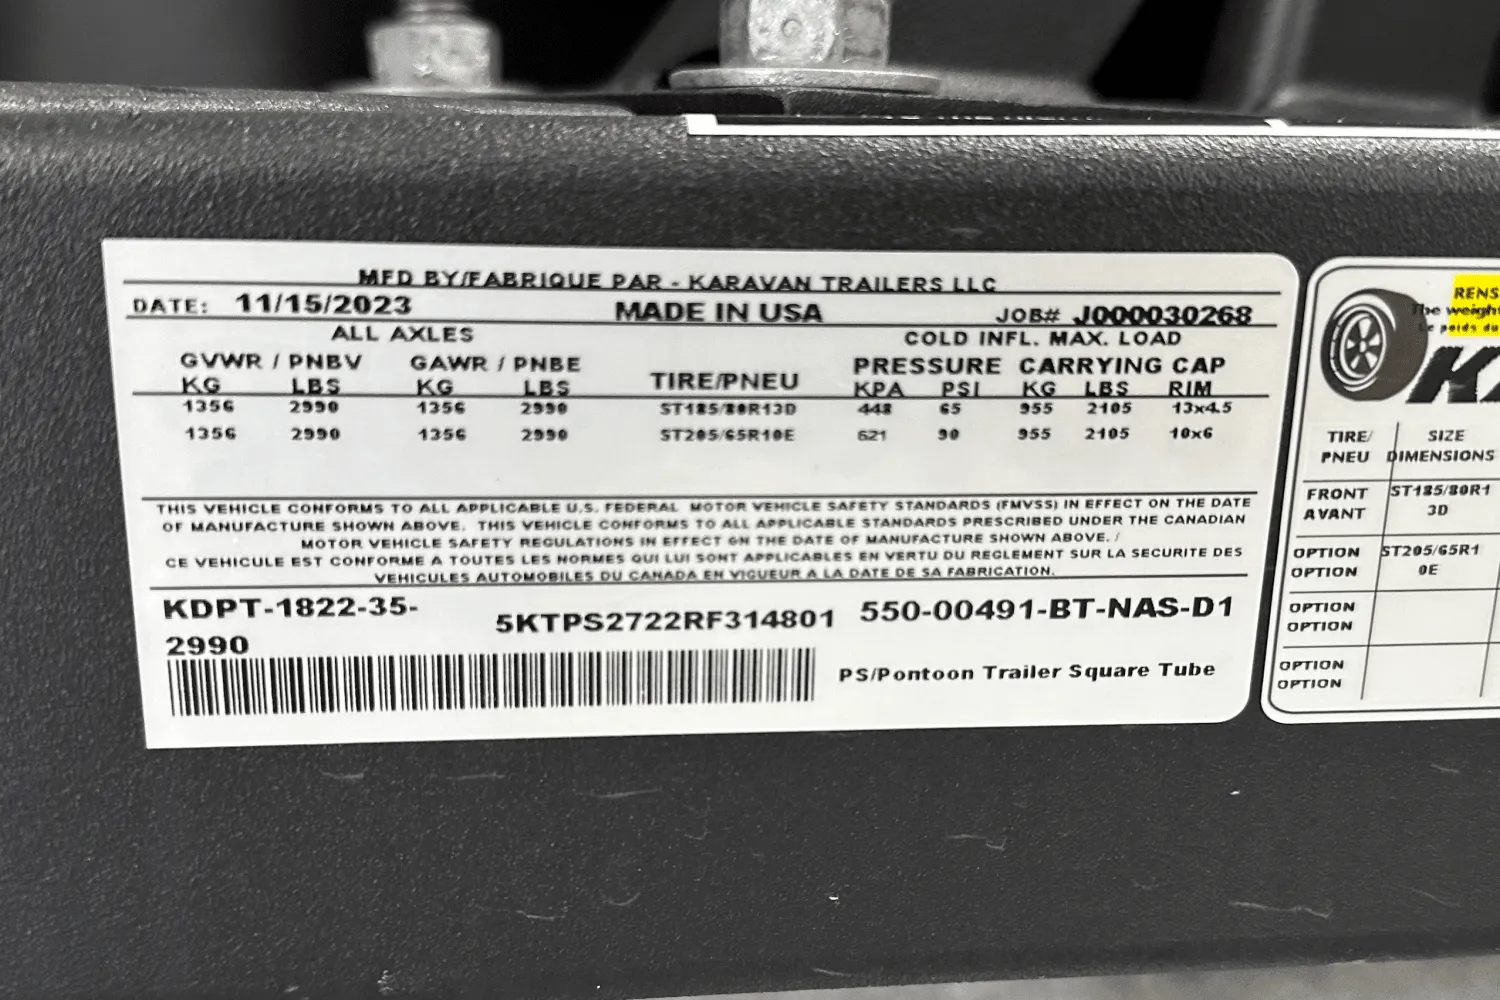 MFD BY/FABRIQUE PAR - KARAVAN TRAILERS LLC
DATE: 11/15/2023 MADE IN USA JOB# J000030268
ALL AXLES COLD INFL. MAX. LOAD
GVWR / PNBV GAWR / PNBE TIRE/PNEU PRESSURE CARRYING CAP
KG LBS KG LBS KPA PSI KG LBS RIM
1356 2990 1356 2990 ST185/80R13D 448 65 955 2105 13x4.5
1356 2990 1356 2990 ST205/65R10E 621 90 955 2105 10x6
THIS VEHICLE CONFORMS TO ALL APPLICABLE U.S. FEDERAL MOTOR VEHICLE SAFETY STANDARDS (FMVSS) IN EFFECT ON THE DATE
OF MANUFACTURE SHOWN ABOVE. THIS VEHICLE CONFORMS TO ALL APPLICABLE STANDARDS PRESCRIBED UNDER THE CANADIAN
MOTOR VEHICLE SAFETY REGULATIONS IN EFFECT ON THE DATE OF MANUFACTURE SHOWN ABOVE. /
CE VEHICULE EST CONFORME A TOUTES LES NORMES QUI LUI SONT APPLICABLES EN VERTU DU REGLEMENT SUR LA SECURITE DES
VEHICULES AUTOMOBILES DU CANADA EN VIGUEUR A LA DATE DE SA FABRICATION.
KDPT-1822-35-
2990
5KTPS2722RF314801
550-00491-BT-NAS-D1
PS/Pontoon Trailer Square Tube
RENS
The weight
Le poids du
TIRE/ SIZE
PNEU DIMENSIONS
FRONT ST185/80R1
AVANT 3D
OPTION ST205/65R1
OPTION 0E
OPTION
OPTION
OPTION
OPTION